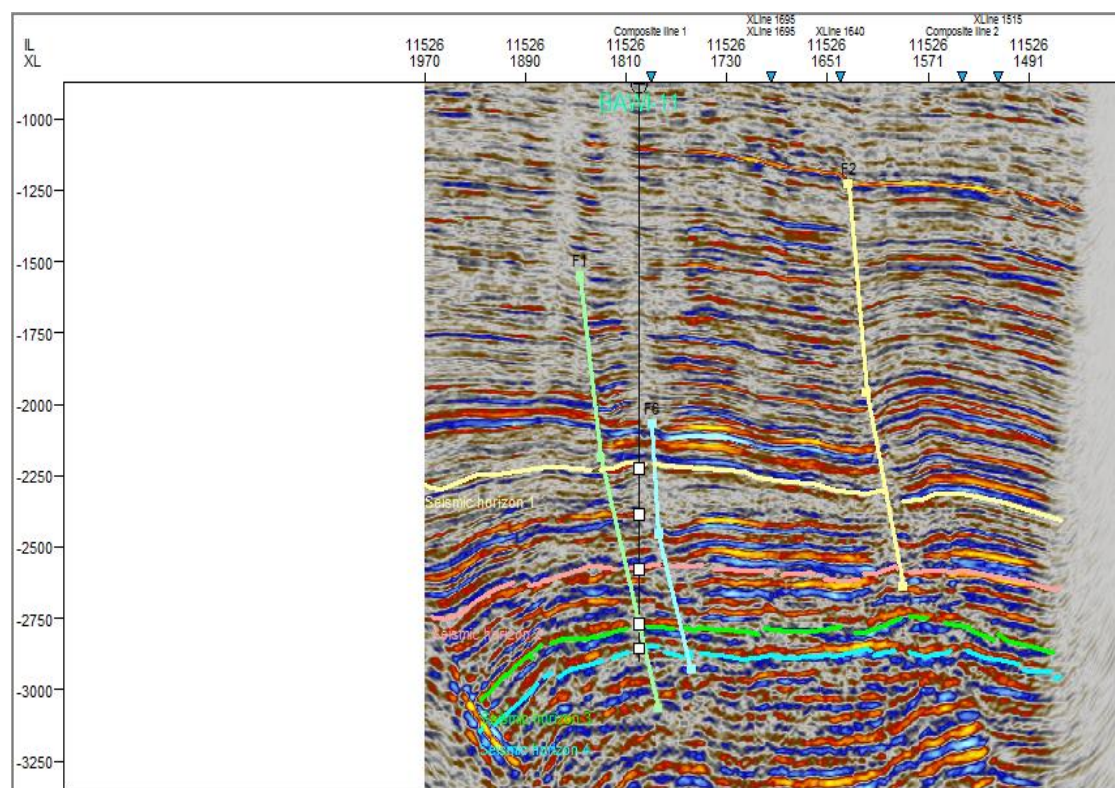 XLine 1695 XLine 1515
Composite line 1 XLine 1695 XLine 1640 Composite line 2
IL 11526 11526 11526 11526 11526 11526 11526
XL 1970 1890 1810 1730 1651 1571 1491
-1000
-1250
F2
-1500
F1
-1750
-2000
F6
-2250
Seismic horizon 1
-2500
-2750
Seismic horizon 2
-3000
Seismic horizon 3
Seismic horizon 4
-3250